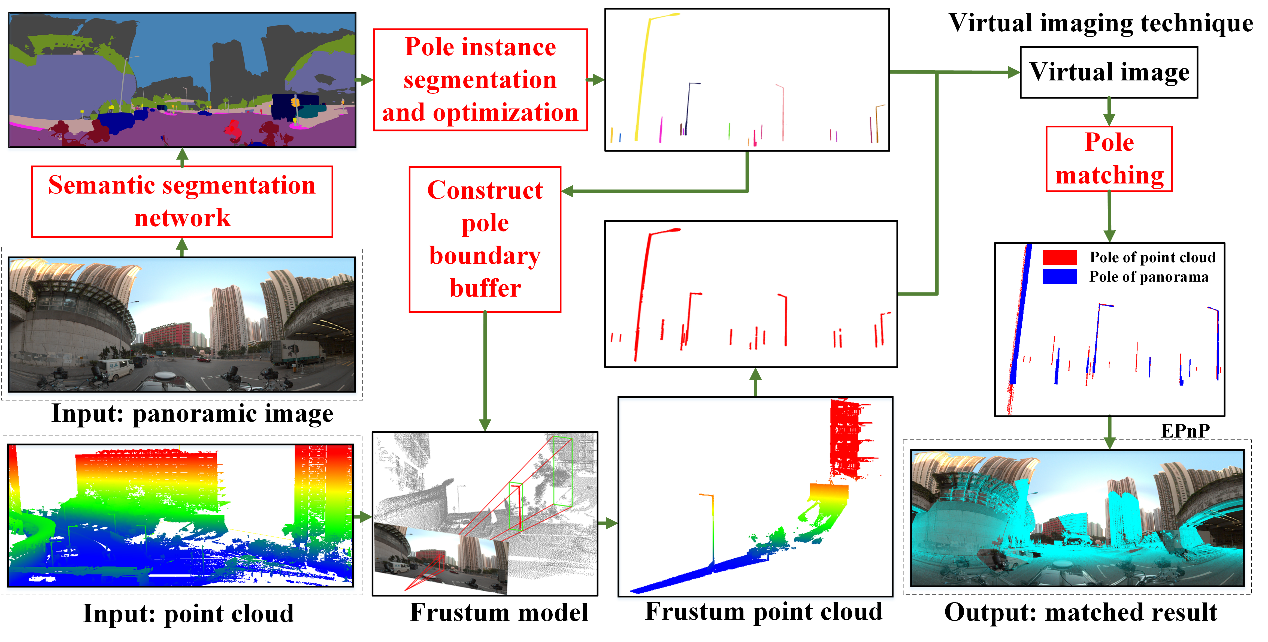 Virtual imaging technique
Pole instance
segmentation
and optimization
Virtual image
Pole
matching
Semantic segmentation
network
Construct
pole
boundary
buffer
Pole of point cloud
Pole of panorama
Input: panoramic image
EPnP
Input: point cloud
Frustum model
Frustum point cloud
Output: matched result